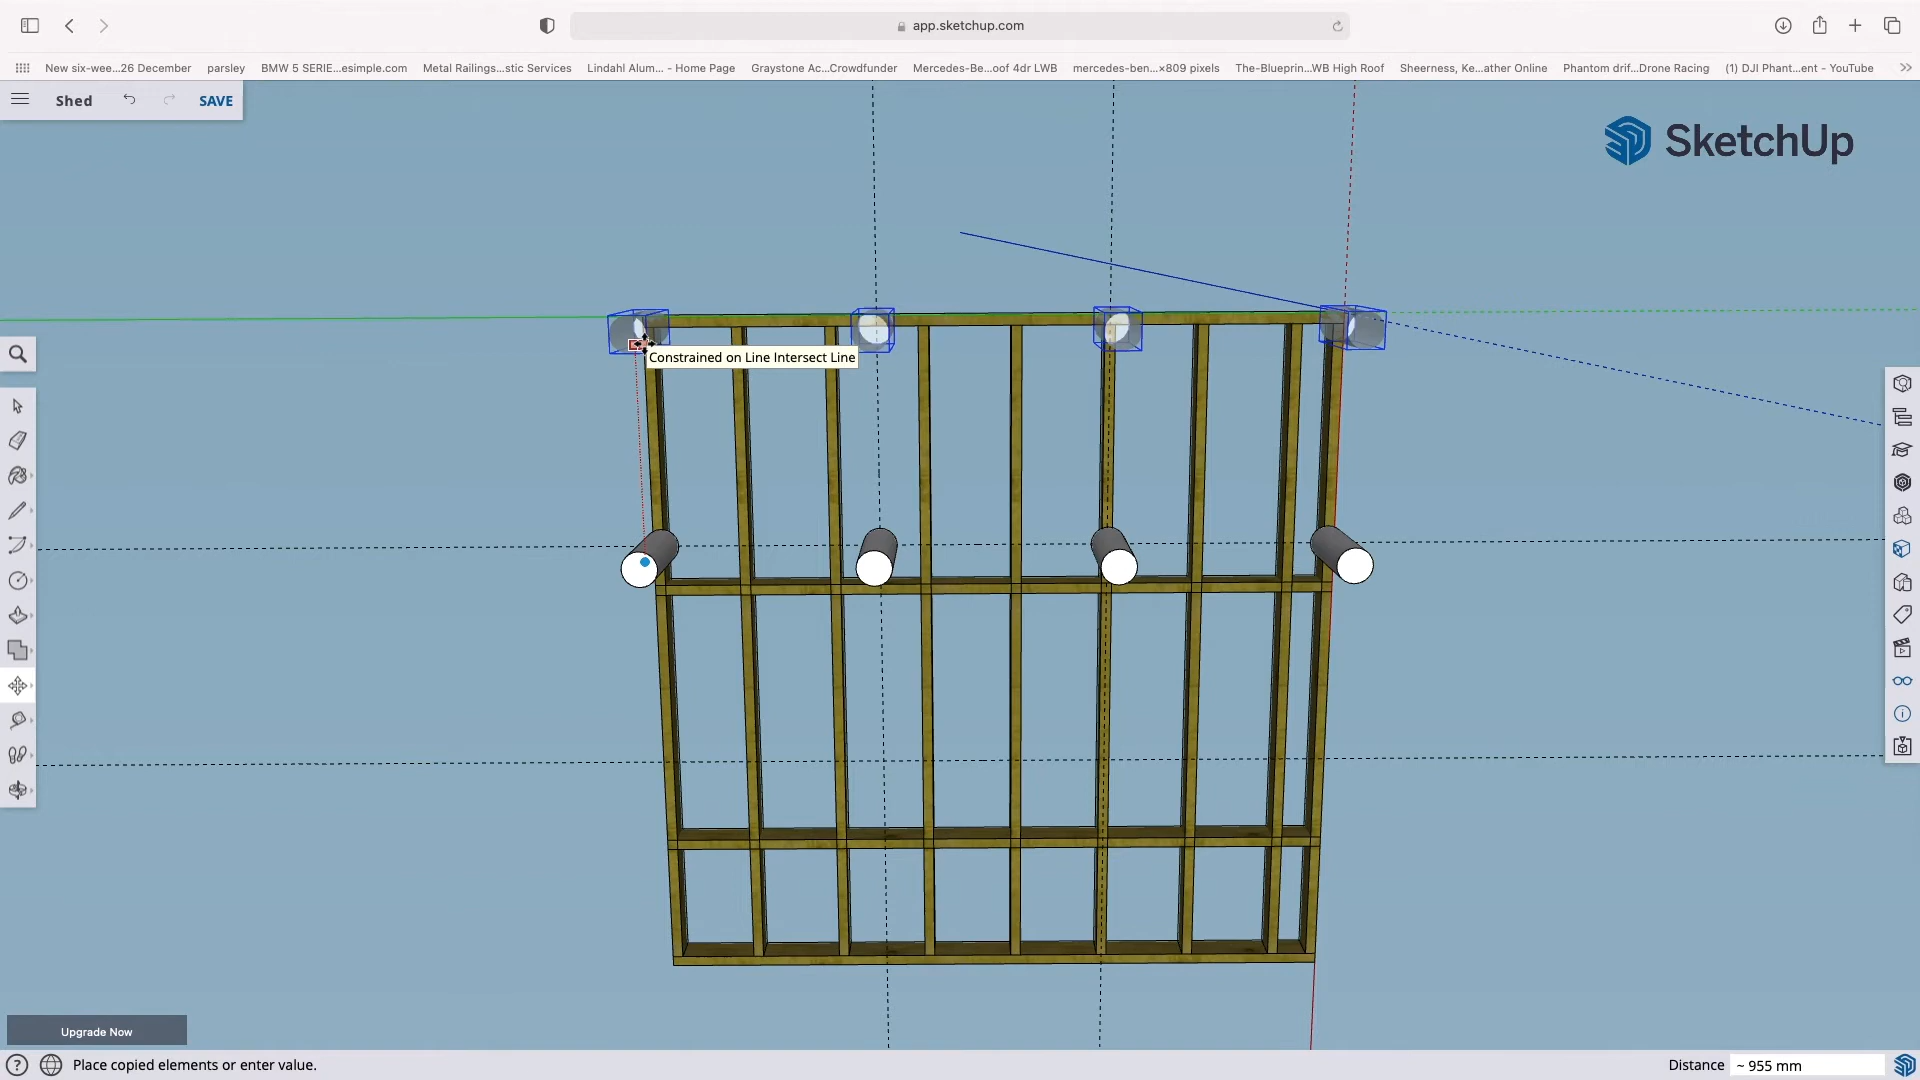 app.sketchup.com
New six-wee...26 December
parsley
BMW 5 SERIE...esimple.com
Metal Railings...stic Services
Lindahl Alum... - Home Page
Graystone Ac...Crowdfunder
Mercedes-Be...oof 4dr LWB
mercedes-ben...×809 pixels
The-Blueprin...WB High Roof
Sheerness, Ke...ather Online
Phantom drif...Drone Racing
(1) DJI Phant...ent - YouTube
Shed
SAVE
SketchUp
Constrained on Line Intersect Line
Upgrade Now
Place copied elements or enter value.
Distance
~ 955 mm